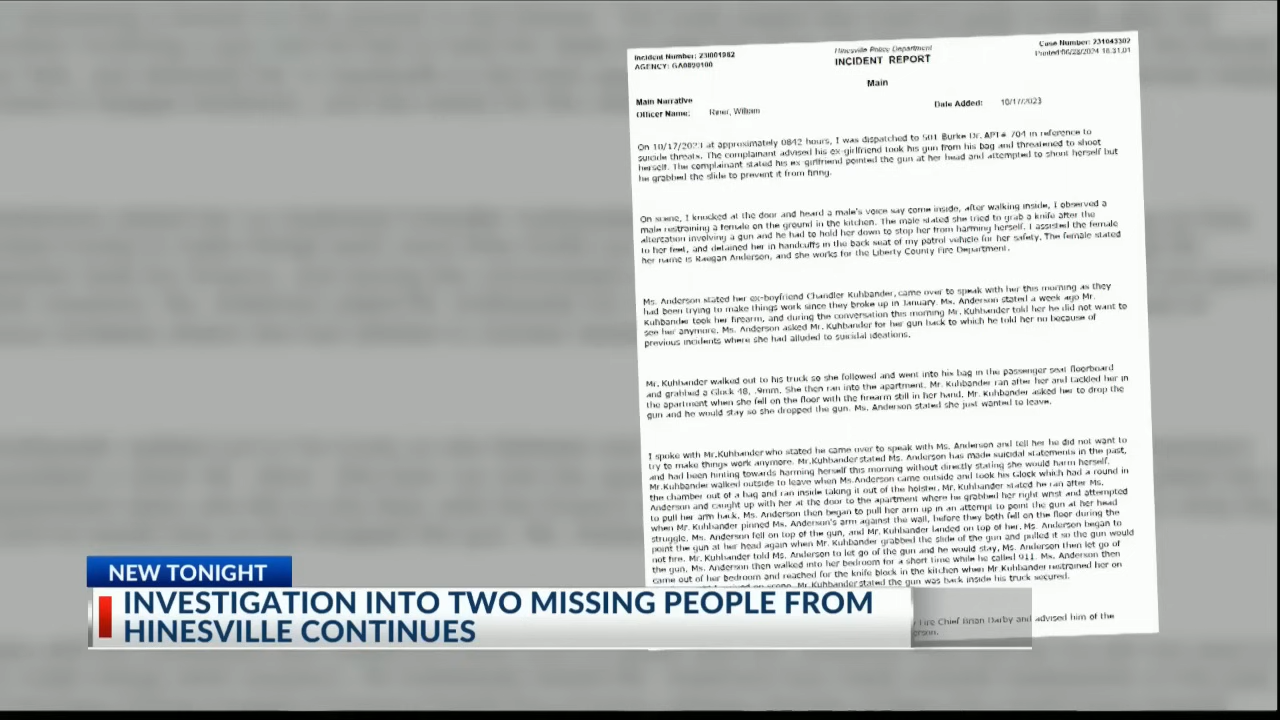 Incident Number: 23I001982
AGENCY: GA0890100
Hinesville Police Department
INCIDENT REPORT
Case Number: 231043302
Printed:06/28/2024 18:31:01
Main
Main Narrative
Officer Name: William
Date Added: 10/17/2023
On 10/17/2023 at approximately 0842 hours, I was dispatched to 501 Burke Dr. APT# 704 in reference to
suicide threats. The complainant advised his ex-girlfriend took his gun from his bag and threatened to shoot
herself. The complainant stated his ex girlfriend pointed the gun at her head and attempted to shoot herself but
he grabbed the slide to prevent it from firing.
On scene, I knocked at the door and heard a male's voice say come inside, after walking inside, I observed a
male restraining a female on the ground in the kitchen. The male stated she tried to grab a knife after the
altercation involving a gun and he had to hold her down to stop her from harming herself. I assisted the female
to her feet, and detained her in handcuffs in the back seat of my patrol vehicle for her safety. The female stated
her name is Raegan Anderson, and she works for the Liberty County Fire Department.
Ms. Anderson stated her ex-boyfriend Chandler Kuhbander, came over to speak with her this morning as they
had been trying to make things work since they broke up in January. Ms. Anderson stated a week ago Mr.
Kuhbander took her firearm, and during the conversation this morning Mr. Kuhbander told her he did not want to
see her anymore. Ms. Anderson asked Mr. Kuhbander for her gun back to which he told her no because of
previous incidents where she had alluded to suicidal ideations.
Mr. Kuhbander walked out to his truck so she followed and went into his bag in the passenger seat floorboard
and grabbed a Glock 48, .9mm. She then ran into the apartment. Mr. Kuhbander ran after her and tackled her in
the apartment when she fell on the floor with the firearm still in her hand. Mr. Kuhbander asked her to drop the
gun and he would stay so she dropped the gun. Ms. Anderson stated she just wanted to leave.
I spoke with Mr.Kuhbander who stated he came over to speak with Ms. Anderson and tell her he did not want to
try to make things work anymore. Mr.Kuhbander stated Ms. Anderson has made suicidal statements in the past,
and had been hinting towards harming herself this morning without directly stating she would harm herself.
Mr.Kuhbander walked outside to leave when Ms.Anderson came outside and took his Glock which had a round in
the chamber out of a bag and ran inside taking it out of the holster. Mr. Kuhbander stated he ran after Ms.
Anderson and caught up with her at the door to the apartment where he grabbed her right wrist and attempted
to pull her arm back. Ms. Anderson then began to pull her arm up in an attempt to point the gun at her head
when Mr. Kuhbander pinned Ms. Anderson's arm against the wall, before they both fell on the floor during the
struggle. Ms. Anderson fell on top of the gun, and Mr. Kuhbander landed on top of her. Ms. Anderson began to
point the gun at her head again when Mr. Kuhbander grabbed the slide of the gun and pulled it so the gun would
not fire. Mr. Kuhbander told Ms. Anderson to let go of the gun and he would stay, Ms. Anderson then let go of
the gun. Ms. Anderson then walked into her bedroom for a short time while he called 911. Ms. Anderson then
came out of her bedroom and reached for the knife block in the kitchen when Mr.Kuhbander restrained her on
Mr. Kuhbander stated the gun was back inside his truck secured.
Fire Chief Brian Darby and advised him of the
NEW TONIGHT
INVESTIGATION INTO TWO MISSING PEOPLE FROM
HINESVILLE CONTINUES